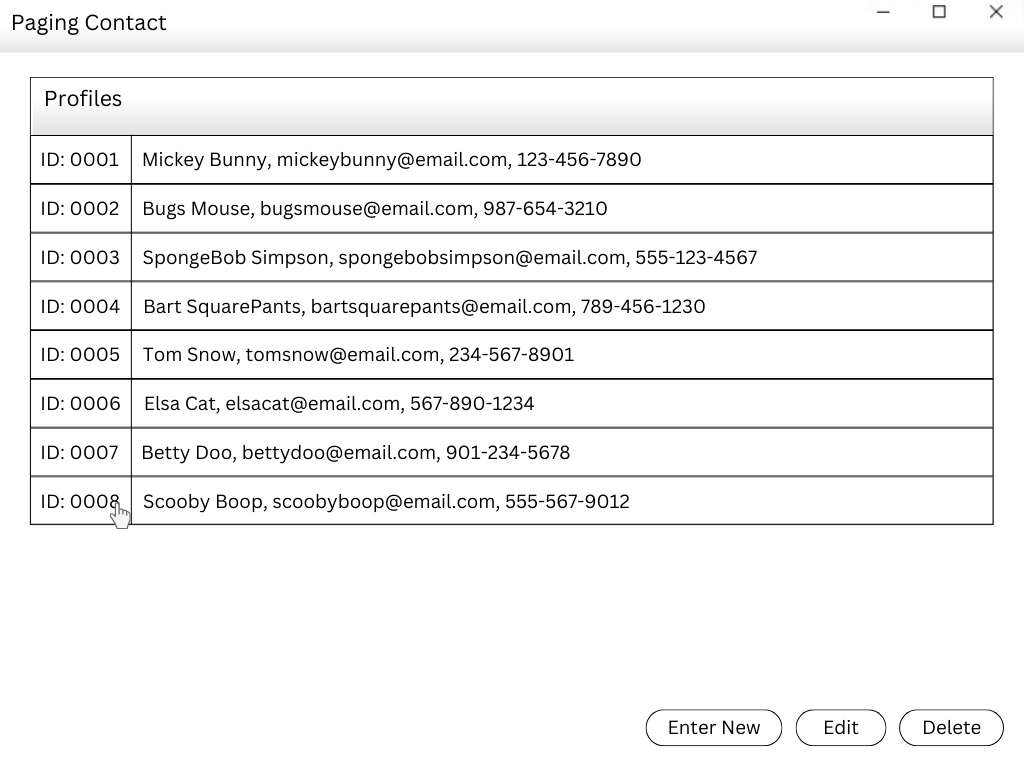 Paging Contact
Profiles
ID: 0001 Mickey Bunny, mickeybunny@email.com, 123-456-7890
ID: 0002 Bugs Mouse, bugsmouse@email.com, 987-654-3210
ID: 0003 SpongeBob Simpson, spongebobsimpson@email.com, 555-123-4567
ID: 0004 Bart SquarePants, bartsquarepants@email.com, 789-456-1230
ID: 0005 Tom Snow, tomsnow@email.com, 234-567-8901
ID: 0006 Elsa Cat, elsacat@email.com, 567-890-1234
ID: 0007 Betty Doo, bettydoo@email.com, 901-234-5678
ID: 0008 Scooby Boop, scoobyboop@email.com, 555-567-9012
Enter New Edit Delete